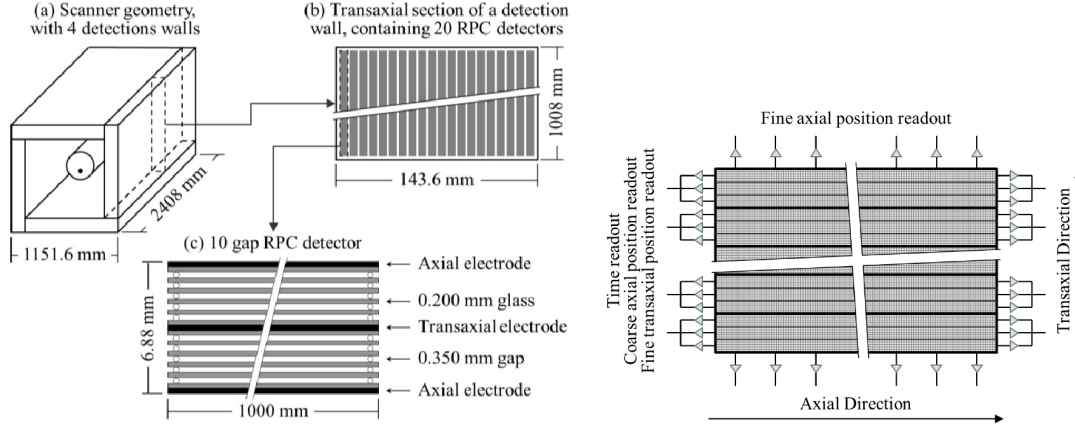 (a) Scanner geometry,
with 4 detections walls
2408 mm
1151.6 mm
(b) Transaxial section of a detection
wall, containing 20 RPC detectors
1008 mm
143.6 mm
(c) 10 gap RPC detector
Axial electrode
0.200 mm glass
Transaxial electrode
0.350 mm gap
Axial electrode
6.88 mm
1000 mm
Fine axial position readout
Time readout
Coarse axial position readout
Fine transaxial position readout
Transaxial Direction
Axial Direction